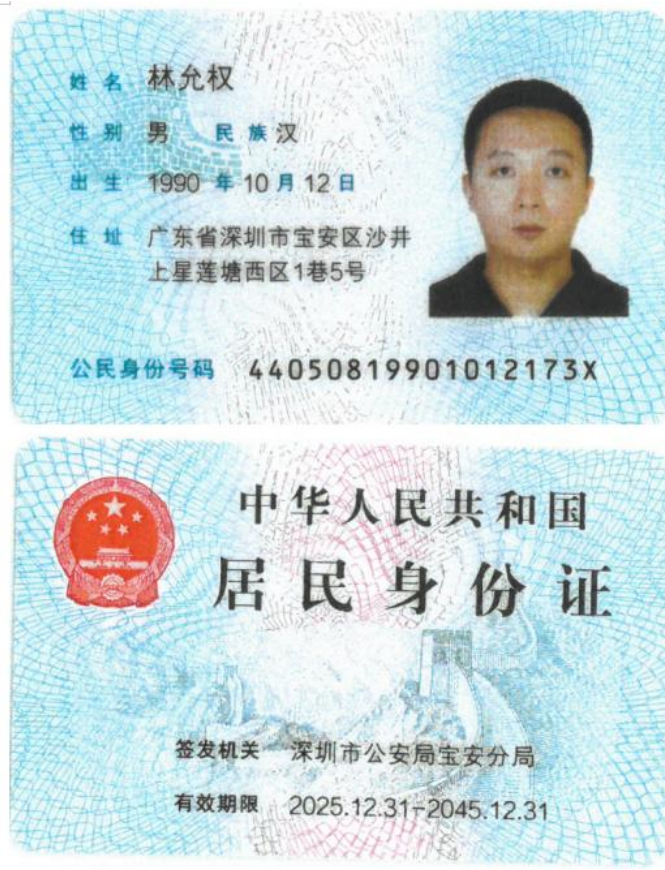 姓名 林允权
性别 男 民族 汉
出生 1990 年 10 月 12 日
住址 广东省深圳市宝安区沙井
上星莲塘西区1巷5号
公民身份号码 44050819901012173X
中华人民共和国
居民身份证
签发机关 深圳市公安局宝安分局
有效期限 2025.12.31-2045.12.31